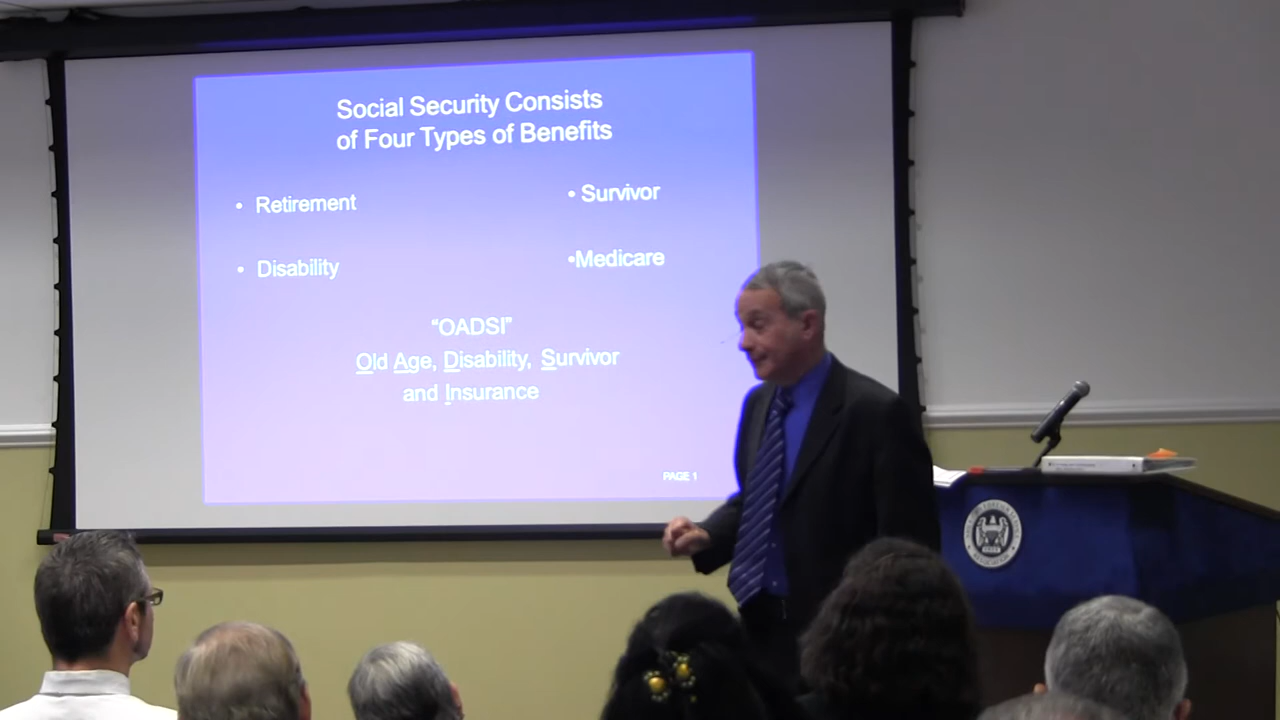 Social Security Consists
of Four Types of Benefits
• Retirement
• Survivor
• Disability
•Medicare
“OADSI”
Old Age, Disability, Survivor
and Insurance
PAGE 1
ASSOCIATION